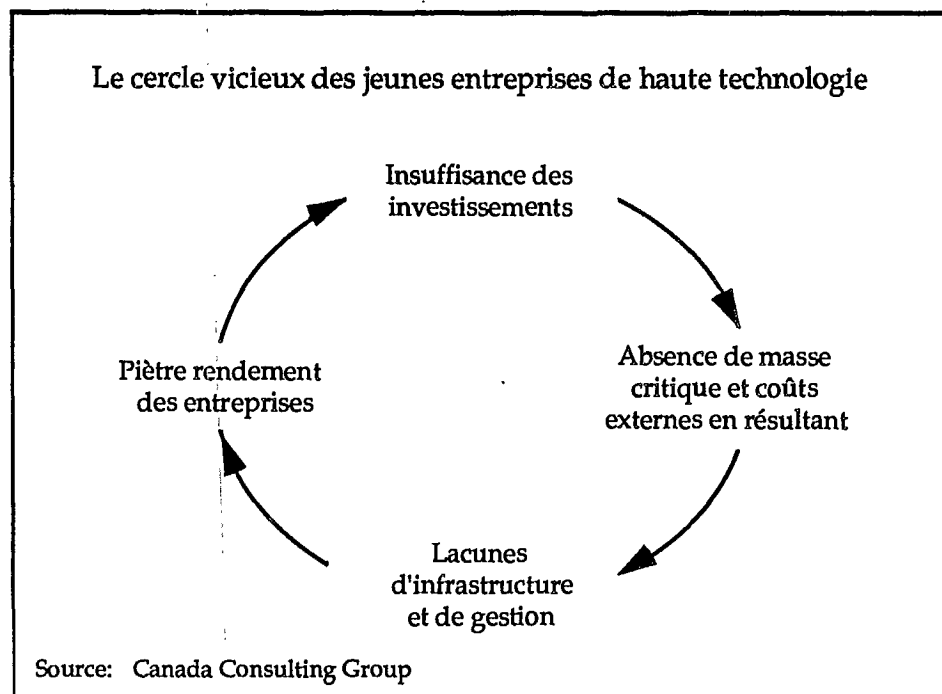 Le cercle vicieux des jeunes entreprises de haute technologie
Insuffisance des
investissements
Absence de masse
critique et coûts
externes en résultant
Lacunes
d'infrastructure
et de gestion
Piètre rendement
des entreprises
Source: Canada Consulting Group